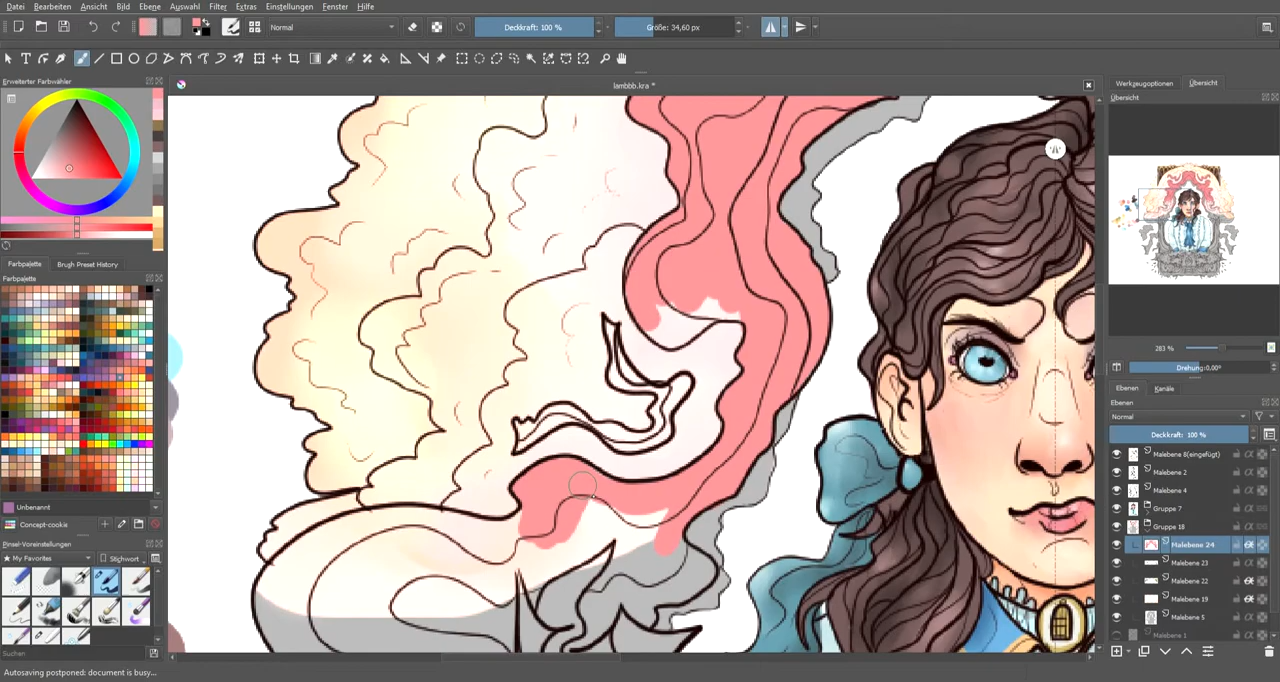 Datei Bearbeiten Ansicht Bild Ebene Auswahl Filter Extras Einstellungen Fenster Hilfe
Normal
Deckkraft: 100 %
Größe: 34,60 px
lambbb.kra *
Erweiterter Farbwähler
Werkzeugoptionen
Übersicht
Übersicht
283 %
Drehung:0,00°
Farbpalette
Brush Preset History
Farbpalette
Ebenen
Kanäle
Ebenen
Normal
Deckkraft: 100 %
Malebene 8(eingefügt)
Malebene 2
Malebene 4
Gruppe 7
Gruppe 18
Malebene 24
Malebene 23
Malebene 22
Malebene 19
Malebene 5
Malebene 1
Unbenannt
Concept-cookie
Pinsel-Voreinstellungen
★ My Favorites
Stichwort
Suchen
Autosaving postponed: document is busy...